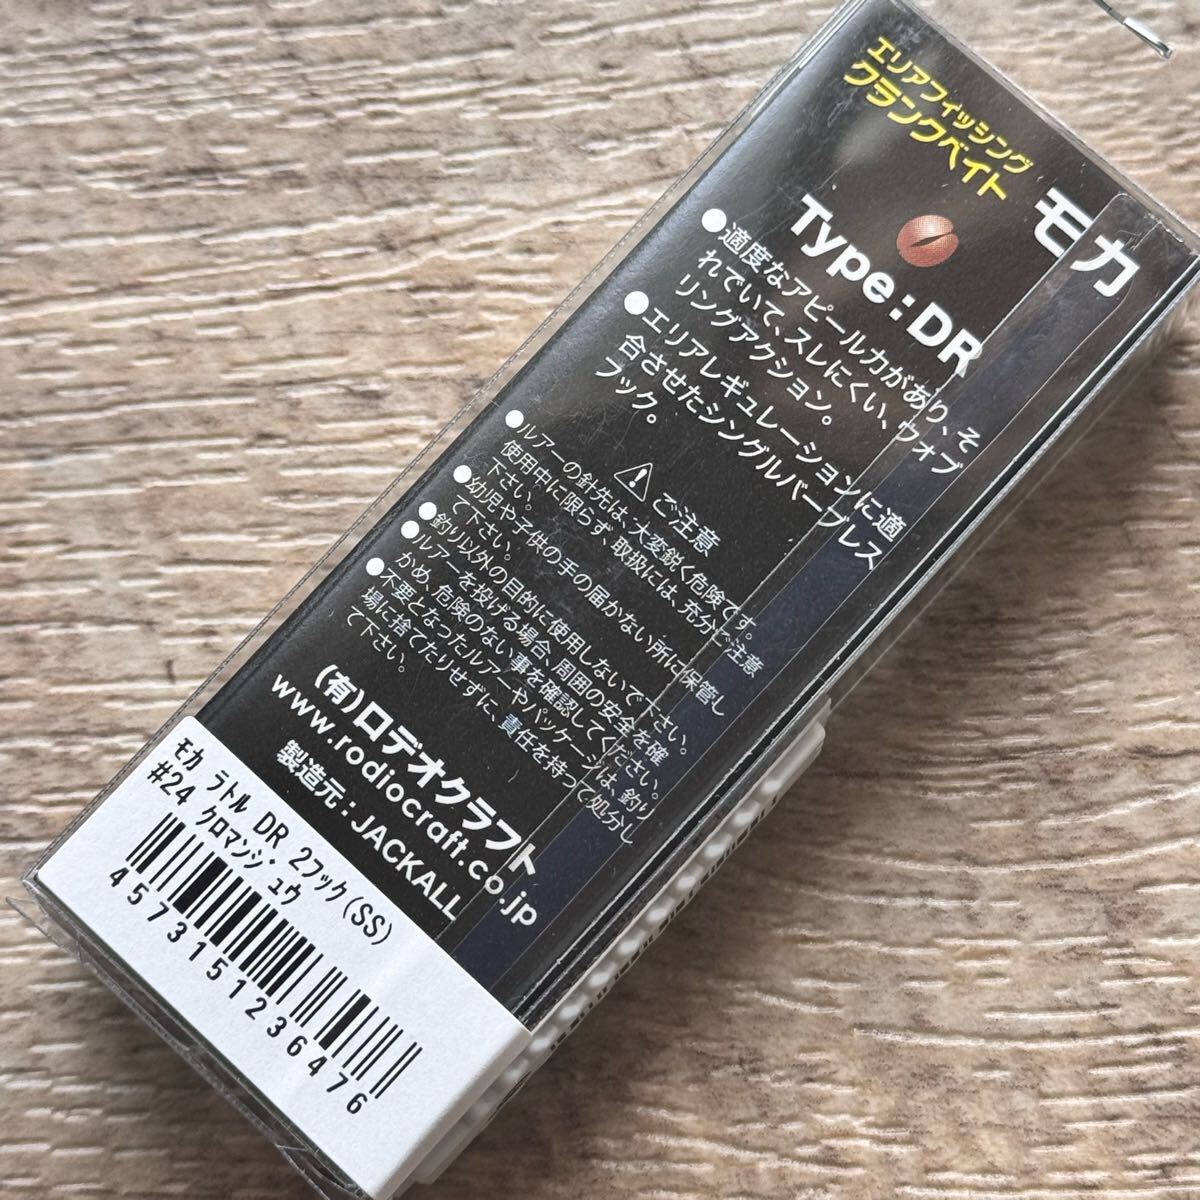 エリアフィッシング
クランクベイト
モカ
Type:DR
●適度なアピール力があり、そ
れでいて、スレにくい、ウォブ
リングアクション。
●エリアレギュレーションに適
合させたシングルバーブレス
フック。
ご注意
●ルアーの針先は、大変鋭く危険です。
使用中に限らず、取扱には、充分ご注意
下さい。
●幼児や子供の手の届かない所に保管し
て下さい。
●釣り以外の目的に使用しないで下さい。
●ルアーを投げる場合、周囲の安全を確
かめ、危険のない事を確認してください。
●不要となったルアーやパッケージは、釣り
場に捨てたりせずに、責任を持って処分し
て下さい。
(有)ロデオクラフト
www.rodiocraft.co.jp
製造元:JACKALL
モカ ラトル DR 2フック(SS)
#24 クロマンシ゛ュウ
4573151236476